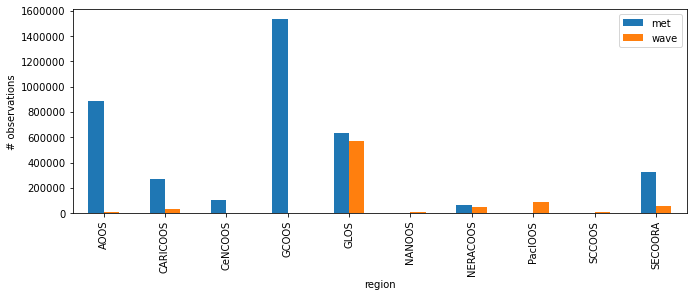 1600000
1400000
1200000
1000000
800000
600000
400000
200000
0
# observations
met
wave
AOOS
CARICOOS
CeNCOOS
GCOOS
GLOS
NANOOS
NERACOOS
PacIOOS
SCCOOS
SECOORA
region